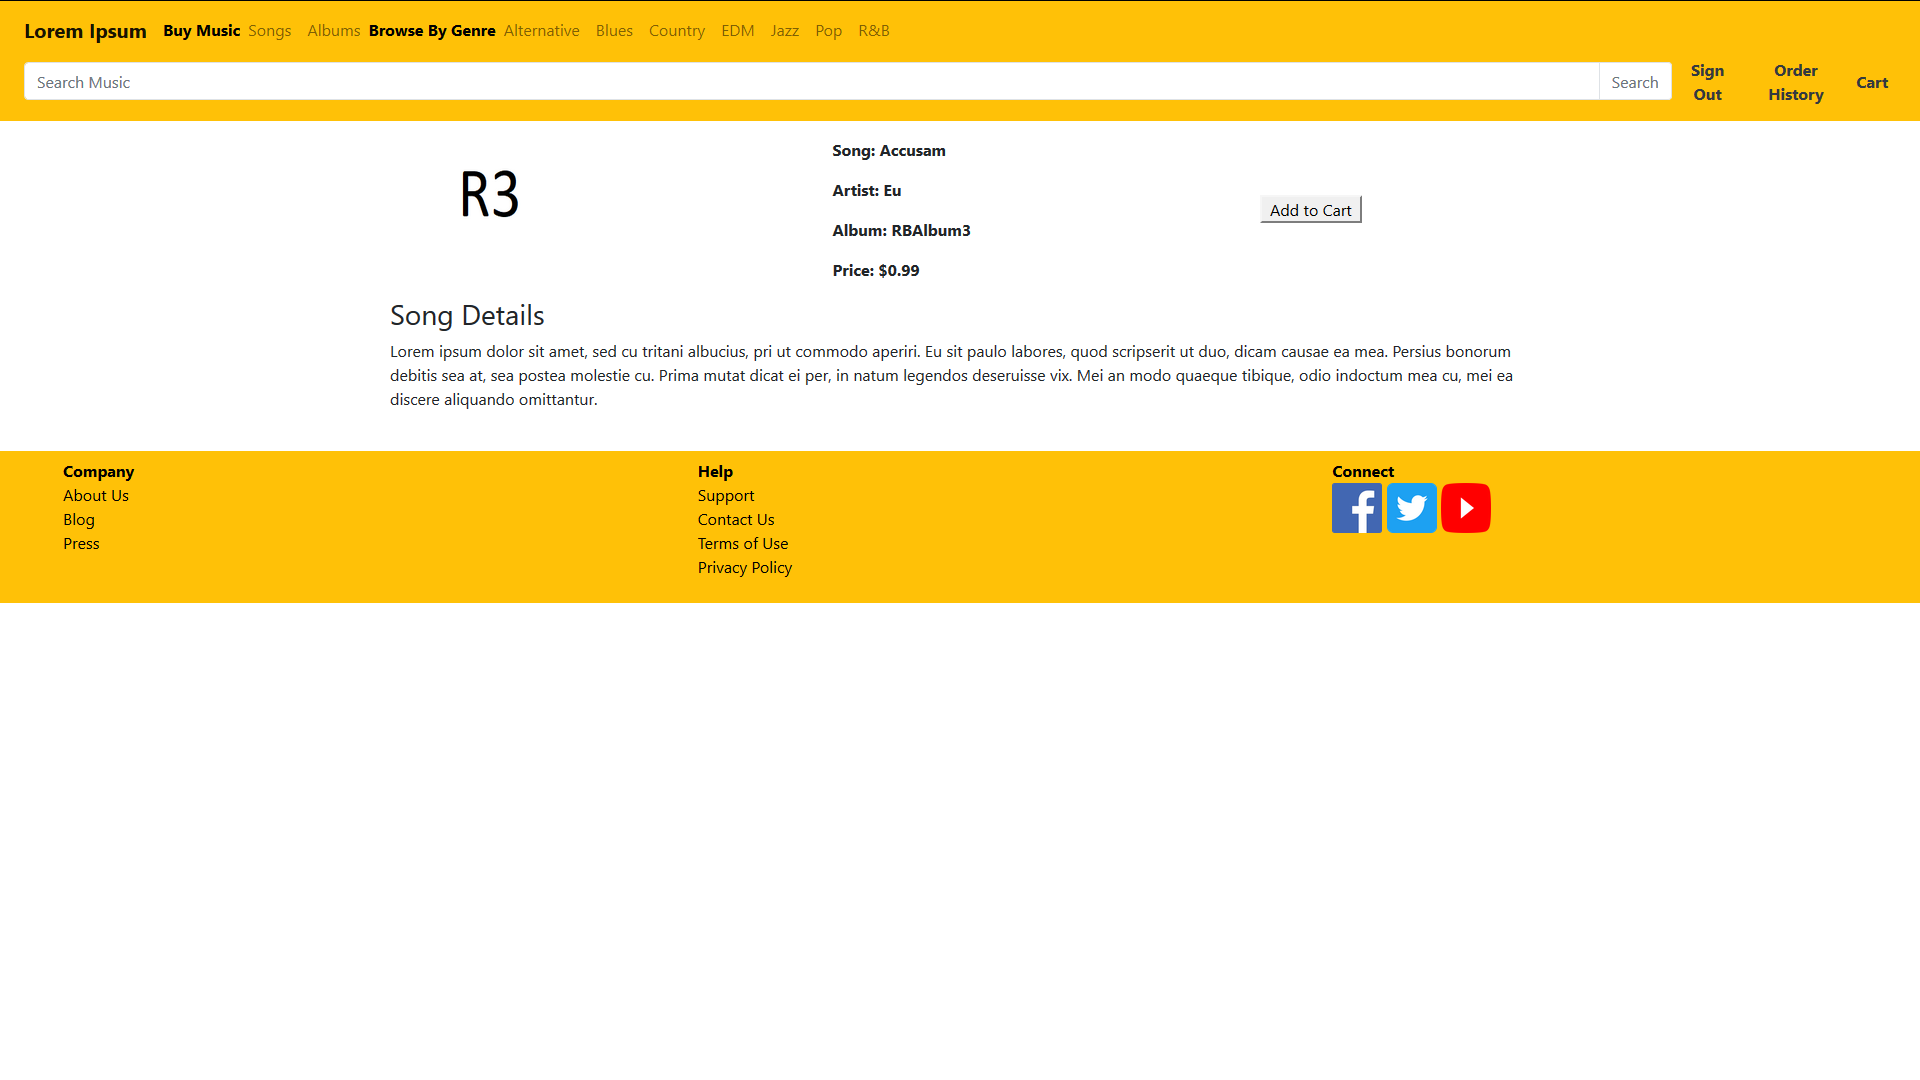 Lorem Ipsum Buy Music Songs Albums Browse By Genre Alternative Blues Country EDM Jazz Pop R&B
Search Music Search Sign Out Order History Cart
R3
Song: Accusam
Artist: Eu
Album: RBAlbum3
Price: $0.99
Add to Cart
Song Details
Lorem ipsum dolor sit amet, sed cu tritani albucius, pri ut commodo aperiri. Eu sit paulo labores, quod scripserit ut duo, dicam causae ea mea. Persius bonorum
debitis sea at, sea postea molestie cu. Prima mutat dicat ei per, in natum legendos deseruisse vix. Mei an modo quaeque tibique, odio indoctum mea cu, mei ea
discere aliquando omittantur.
Company
About Us
Blog
Press
Help
Support
Contact Us
Terms of Use
Privacy Policy
Connect